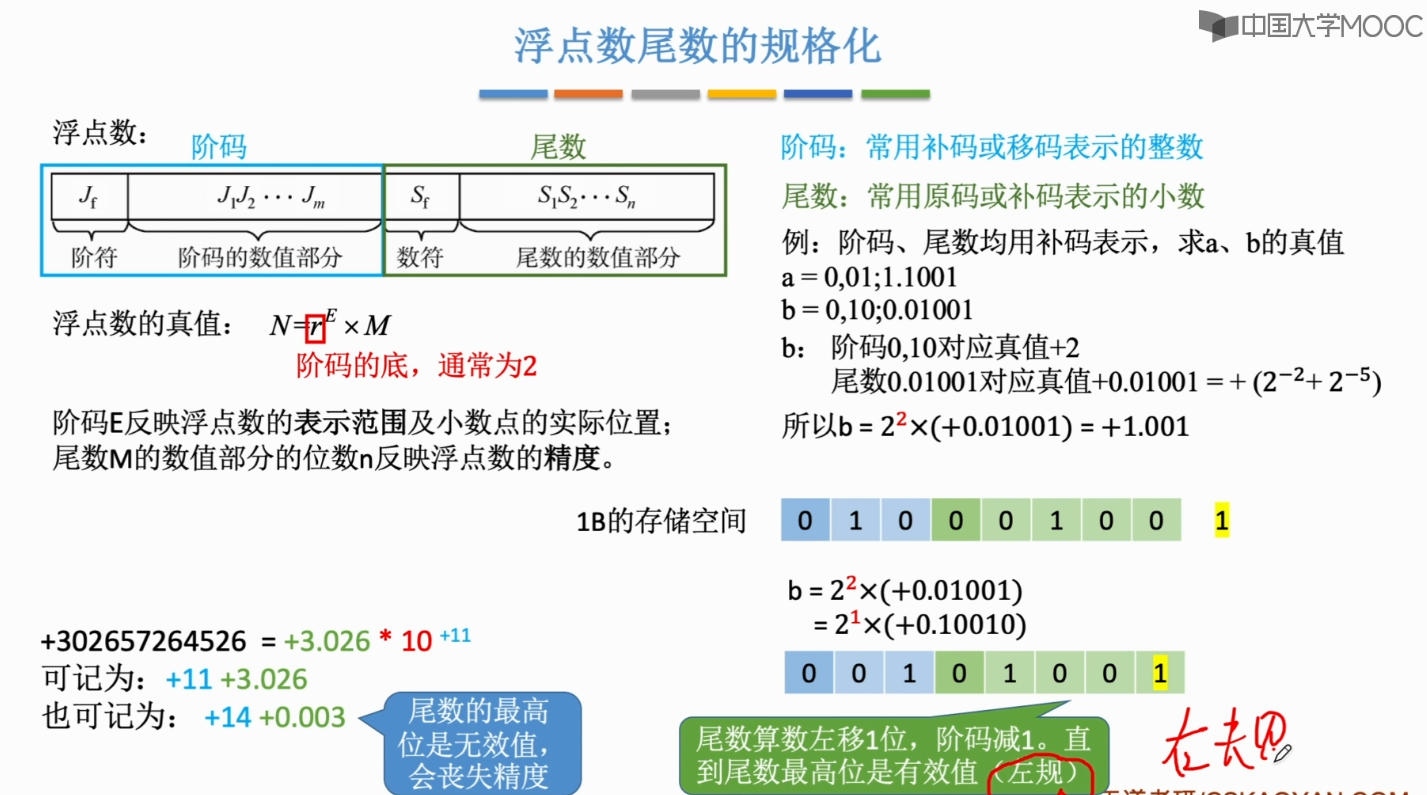 中国大学MOOC
浮点数尾数的规格化
浮点数：
阶码
尾数
J_f J_1J_2 ··· J_m S_f S_1S_2···S_n
阶符 阶码的数值部分 数符 尾数的数值部分
浮点数的真值： N=r^E × M
阶码的底，通常为2
阶码E反映浮点数的表示范围及小数点的实际位置；
尾数M的数值部分的位数n反映浮点数的精度。
阶码：常用补码或移码表示的整数
尾数：常用原码或补码表示的小数
例：阶码、尾数均用补码表示，求a、b的真值
a = 0,01;1.1001
b = 0,10;0.01001
b： 阶码0,10对应真值+2
尾数0.01001对应真值+0.01001 = + (2^−2+ 2^−5)
所以b = 2^2×(+0.01001) = +1.001
1B的存储空间 0 1 0 0 0 1 0 0 1
b = 2^2×(+0.01001)
= 2^1×(+0.10010)
0 0 1 0 1 0 0 1
+302657264526 = +3.026 * 10 ^+11
可记为：+11 +3.026
也可记为： +14 +0.003
尾数的最高
位是无效值，
会丧失精度
尾数算数左移1位，阶码减1。直
到尾数最高位是有效值（左规）